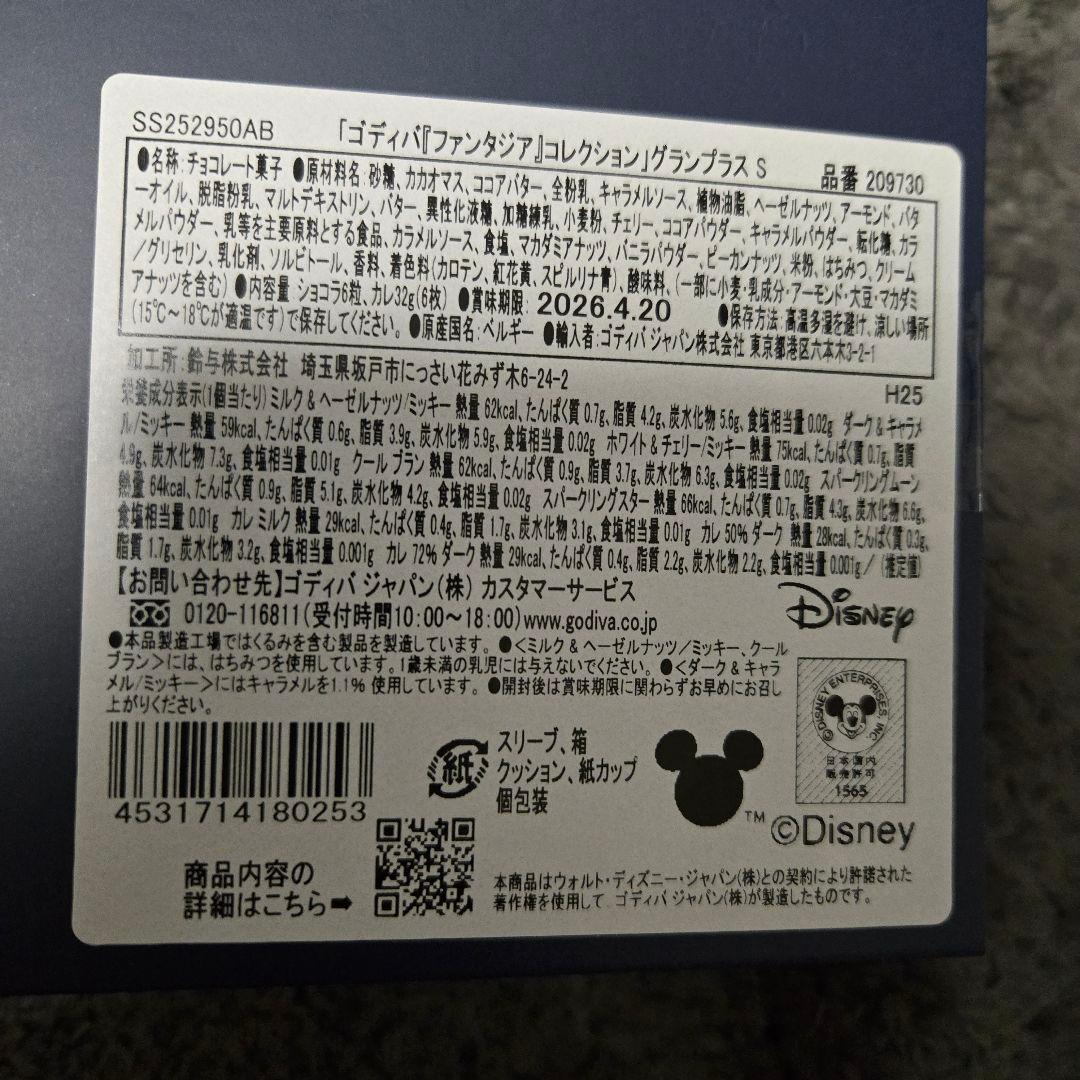 SS252950AB
「ゴディバ『ファンタジア』コレクション」グランプラス S
品番 209730
●名称:チョコレート菓子 ●原材料名:砂糖、カカオマス、ココアバター、全粉乳、キャラメルソース、植物油脂、ヘーゼルナッツ、アーモンド、バタ
ーオイル、脱脂粉乳、マルトデキストリン、バター、異性化液糖、加糖練乳、小麦粉、チェリー、ココアパウダー、キャラメルパウダー、転化糖、カラ
メルパウダー、乳等を主要原料とする食品、カラメルソース、食塩、マカダミアナッツ、バニラパウダー、ピーカンナッツ、米粉、はちみつ、クリーム
/グリセリン、乳化剤、ソルビトール、香料、着色料(カロテン、紅花黄、スピルリナ青)、酸味料、(一部に小麦・乳成分・アーモンド・大豆・マカダミ
アナッツを含む) ●内容量 ショコラ6粒、カレ32g(6枚) ●賞味期限:2026.4.20 ●保存方法:高温多湿を避け、涼しい場所
(15℃~18℃が適温です)で保存してください。 ●原産国名:ベルギー ●輸入者:ゴディバ ジャパン株式会社 東京都港区六本木3-2-1
加工所:鈴与株式会社 埼玉県坂戸市にっさい花みず木6-24-2
H25
栄養成分表示(1個当たり) ミルク & ヘーゼルナッツ/ミッキー 熱量 62kcal、たんぱく質 0.7g、脂質 4.2g、炭水化物 5.6g、食塩相当量 0.02g ダーク & キャラメ
ル/ミッキー 熱量 59kcal、たんぱく質 0.6g、脂質 3.9g、炭水化物 5.9g、食塩相当量 0.02g ホワイト & チェリー/ミッキー 熱量 75kcal、たんぱく質 0.7g、脂質
4.9g、炭水化物 7.3g、食塩相当量 0.01g クール ブラン 熱量 62kcal、たんぱく質 0.9g、脂質 3.7g、炭水化物 6.3g、食塩相当量 0.02g スパークリングムーン
熱量 64kcal、たんぱく質 0.9g、脂質 5.1g、炭水化物 4.2g、食塩相当量 0.02g スパークリングスター 熱量 66kcal、たんぱく質 0.7g、脂質 4.3g、炭水化物 6.6g、
食塩相当量 0.01g カレ ミルク 熱量 29kcal、たんぱく質 0.4g、脂質 1.7g、炭水化物 3.1g、食塩相当量 0.01g カレ 50% ダーク 熱量 28kcal、たんぱく質 0.3g、
脂質 1.7g、炭水化物 3.2g、食塩相当量 0.001g カレ 72% ダーク 熱量 29kcal、たんぱく質 0.4g、脂質 2.2g、炭水化物 2.2g、食塩相当量 0.001g/(推定値)
【お問い合わせ先】ゴディバ ジャパン(株) カスタマーサービス
0120-116811(受付時間10:00~18:00)www.godiva.co.jp
Disney
●本品製造工場ではくるみを含む製品を製造しています。 ●<ミルク & ヘーゼルナッツ/ミッキー、クール
ブラン>には、はちみつを使用しています。1歳未満の乳児には与えないでください。 ●<ダーク & キャラ
メル/ミッキー>にはキャラメルを1.1% 使用しています。 ●開封後は賞味期限に関わらずお早めにお召し
上がりください。
©DISNEY ENTERPRISES, INC
日本国内
販売許可
1565
4531714180253
紙
スリーブ、箱
クッション、紙カップ
個包装
TM
©Disney
商品内容の
詳細はこちら➡
本商品はウォルト・ディズニー・ジャパン(株)との契約により許諾された
著作権を使用して、ゴディバ ジャパン(株)が製造したものです。